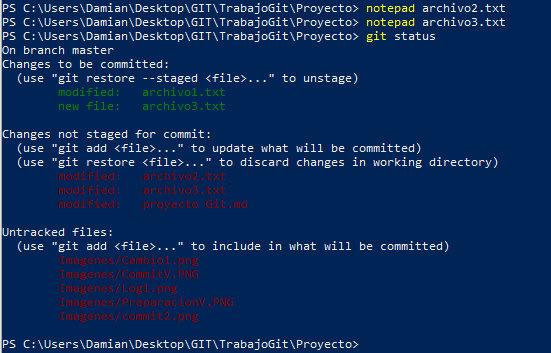 PS C:\Users\Damian\Desktop\GIT\TrabajoGit\Proyecto> notepad archivo2.txt
PS C:\Users\Damian\Desktop\GIT\TrabajoGit\Proyecto> notepad archivo3.txt
PS C:\Users\Damian\Desktop\GIT\TrabajoGit\Proyecto> git status
On branch master
Changes to be committed:
  (use "git restore --staged <file>..." to unstage)
        modified:   archivo1.txt
        new file:   archivo3.txt

Changes not staged for commit:
  (use "git add <file>..." to update what will be committed)
  (use "git restore <file>..." to discard changes in working directory)
        modified:   archivo2.txt
        modified:   archivo3.txt
        modified:   proyecto Git.md

Untracked files:
  (use "git add <file>..." to include in what will be committed)
        Imagenes/Cambio1.png
        Imagenes/CommitV.PNG
        Imagenes/Log1.png
        Imagenes/PreparacionV.PNG
        Imagenes/commit2.png

PS C:\Users\Damian\Desktop\GIT\TrabajoGit\Proyecto>